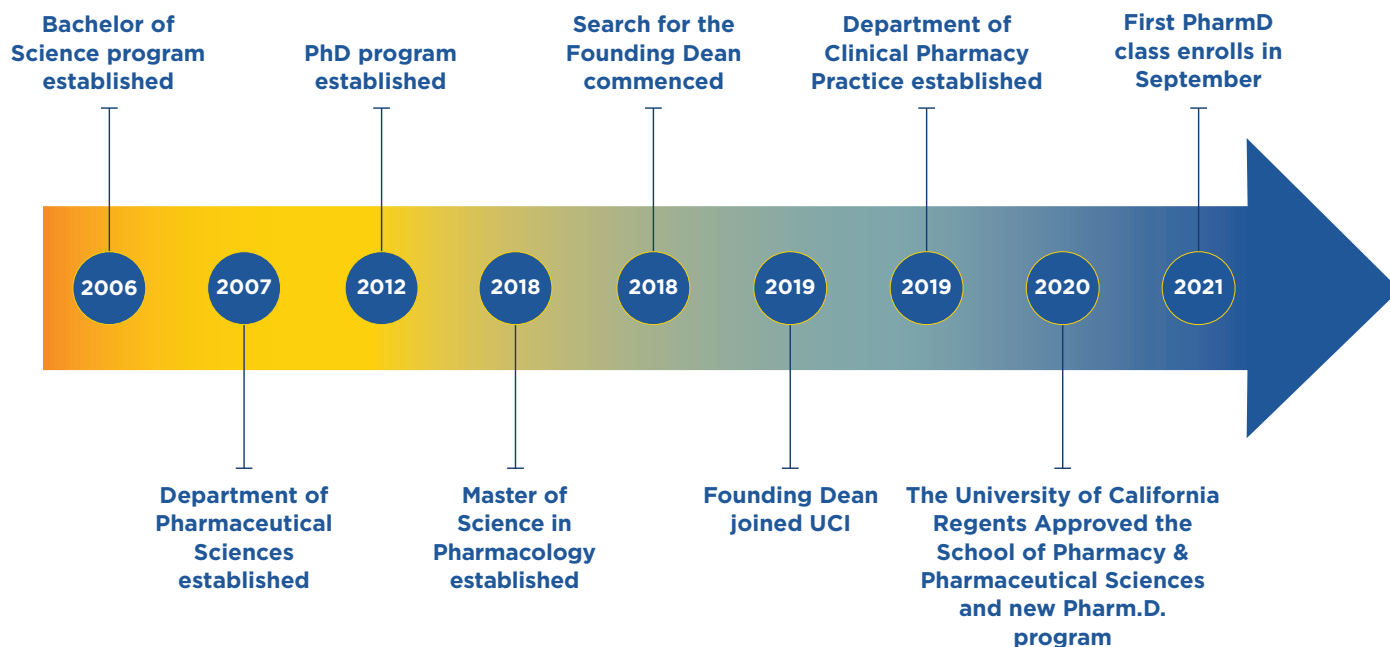 Bachelor of
Science program
established
PhD program
established
Search for the
Founding Dean
commenced
Department of
Clinical Pharmacy
Practice established
First PharmD
class enrolls in
September
2006
2007
2012
2018
2018
2019
2019
2020
2021
Department of
Pharmaceutical
Sciences
established
Master of
Science in
Pharmacology
established
Founding Dean
joined UCI
The University of California
Regents Approved the
School of Pharmacy &
Pharmaceutical Sciences
and new Pharm.D.
program